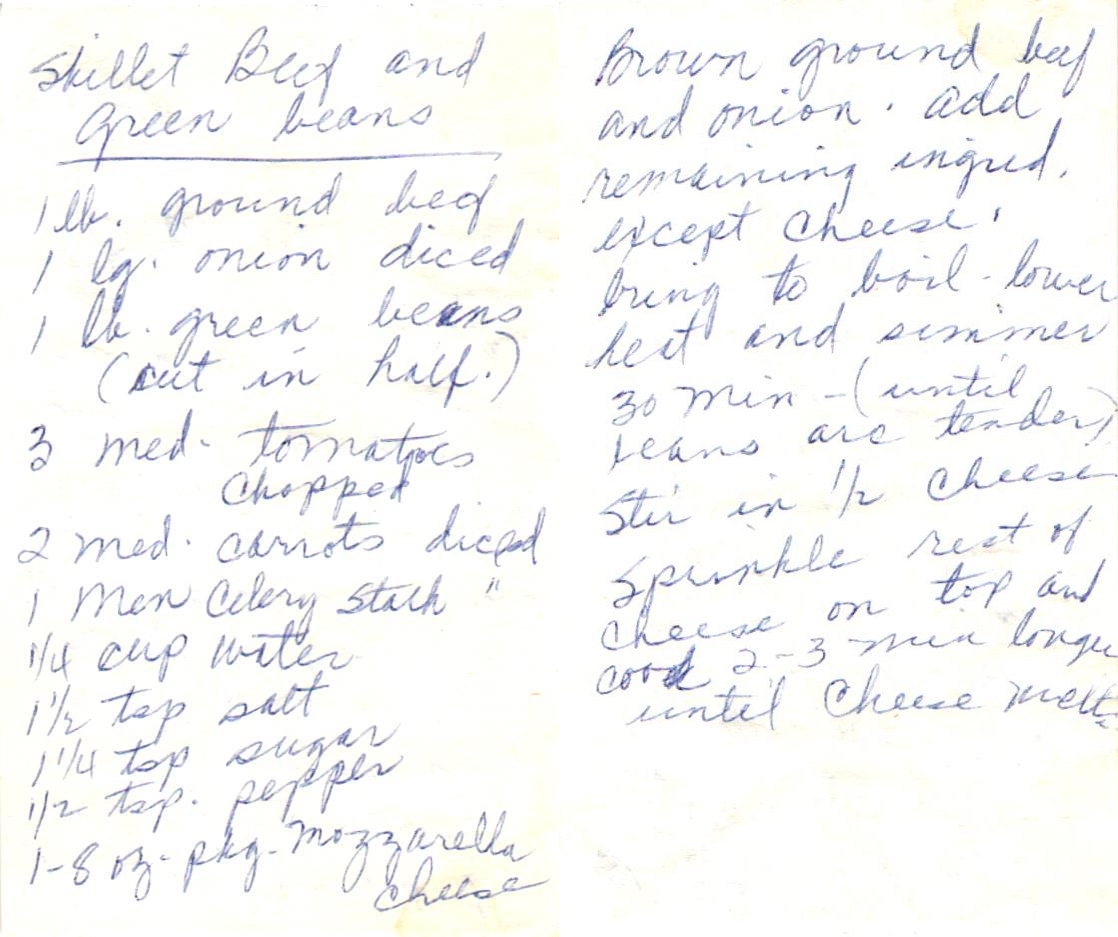 Skillet Beef and
Green beans
1 lb. ground beef
1 lg. onion diced
1 lb. green beans
(cut in half.)
3 med. tomatoes
chopped
2 med. carrots diced
1 Celery Stalk "
1/4 cup water
1 1/2 tsp salt
1 1/4 tsp sugar
1/2 tsp. pepper
1-8 oz. pkg. Mozzarella
cheese
Brown ground beef
and onion. add
remaining ingred.
except cheese.
bring to boil - lower
heat and simmer
30 min - (until
beans are tender)
Stir in 1/2 cheese
Sprinkle rest of
cheese on top and
cook 2-3 min longer
until cheese melts